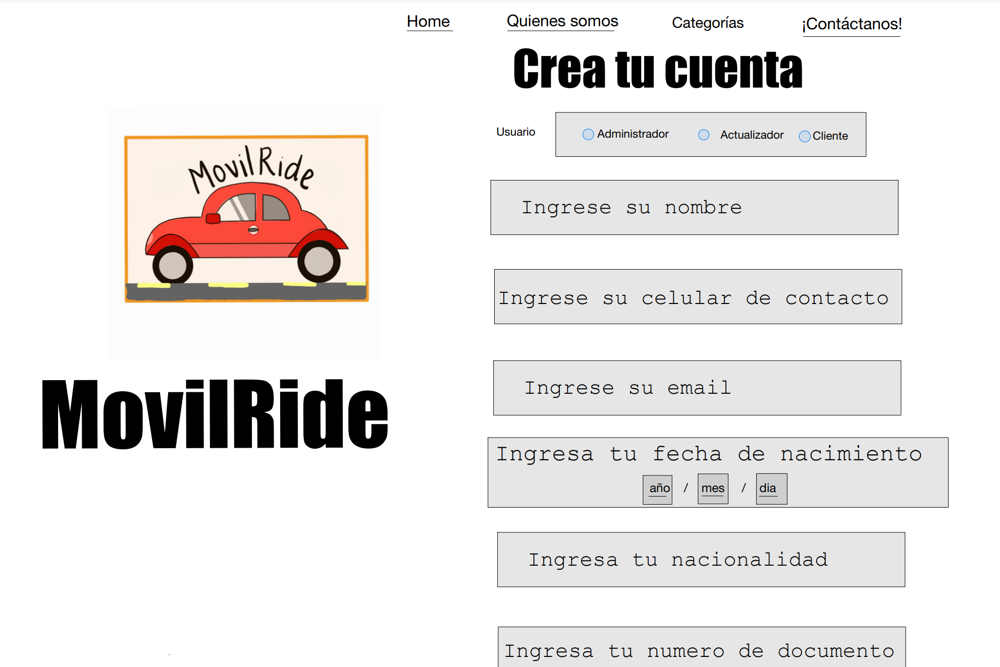 Home Quienes somos Categorías ¡Contáctanos!
Crea tu cuenta
Usuario Administrador Actualizador Cliente
MovilRide
Ingrese su nombre
Ingrese su celular de contacto
Ingrese su email
MovilRide
Ingresa tu fecha de nacimiento
año / mes / dia
Ingresa tu nacionalidad
Ingresa tu numero de documento